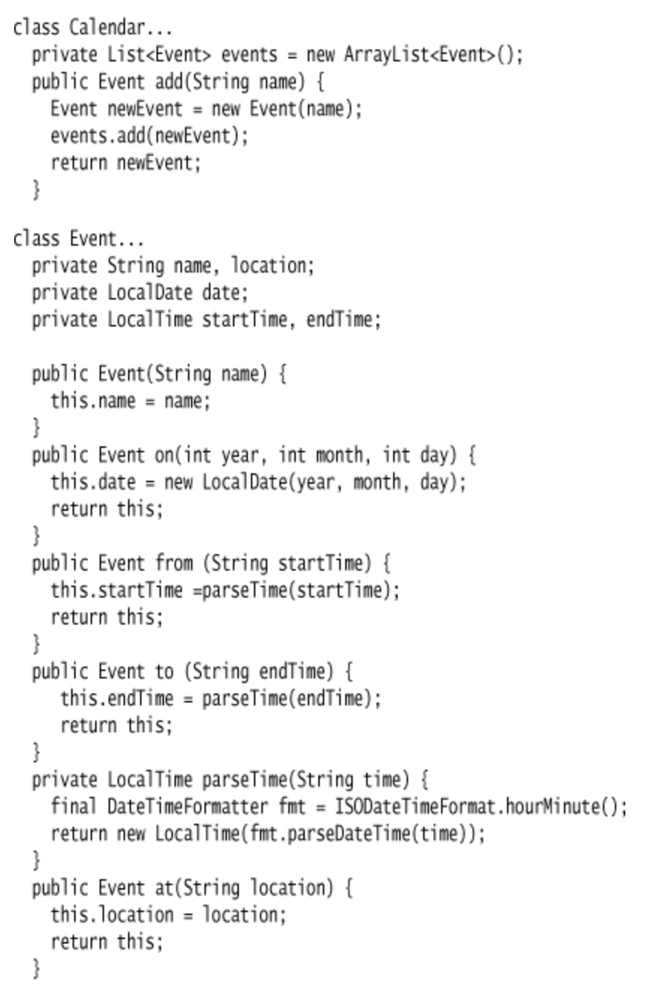 class Calendar...
  private List<Event> events = new ArrayList<Event>();
  public Event add(String name) {
    Event newEvent = new Event(name);
    events.add(newEvent);
    return newEvent;
  }

class Event...
  private String name, location;
  private LocalDate date;
  private LocalTime startTime, endTime;

  public Event(String name) {
    this.name = name;
  }
  public Event on(int year, int month, int day) {
    this.date = new LocalDate(year, month, day);
    return this;
  }
  public Event from (String startTime) {
    this.startTime =parseTime(startTime);
    return this;
  }
  public Event to (String endTime) {
     this.endTime = parseTime(endTime);
     return this;
  }
  private LocalTime parseTime(String time) {
    final DateTimeFormatter fmt = ISODateTimeFormat.hourMinute();
    return new LocalTime(fmt.parseDateTime(time));
  }
  public Event at(String location) {
    this.location = location;
    return this;
  }